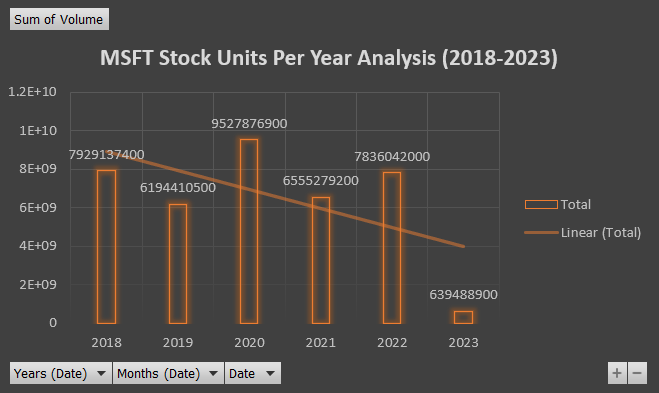 Sum of Volume
MSFT Stock Units Per Year Analysis (2018-2023)
1.2E+10
1E+10
8E+09
6E+09
4E+09
2E+09
0
7929137400
6194410500
9527876900
6555279200
7836042000
639488900
2018
2019
2020
2021
2022
2023
Total
Linear (Total)
Years (Date)
Months (Date)
Date
+
−